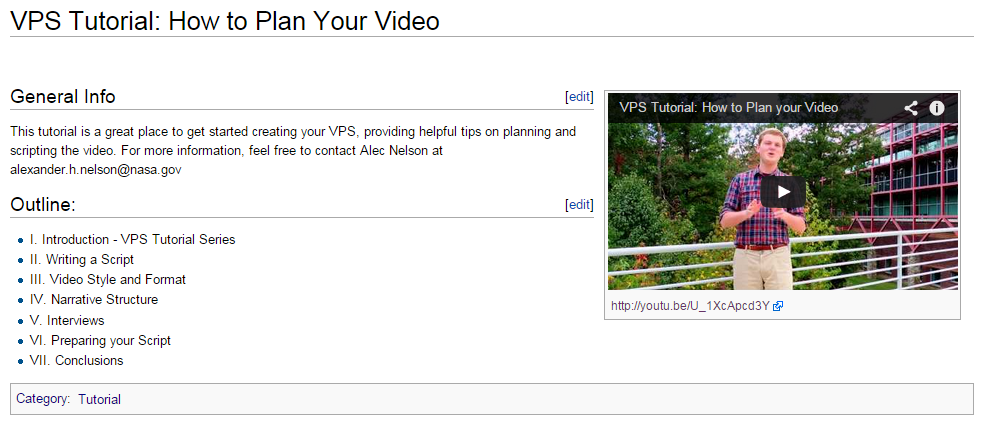 VPS Tutorial: How to Plan Your Video
General Info
[edit]
This tutorial is a great place to get started creating your VPS, providing helpful tips on planning and
scripting the video. For more information, feel free to contact Alec Nelson at
alexander.h.nelson@nasa.gov
Outline:
[edit]
I. Introduction - VPS Tutorial Series
II. Writing a Script
III. Video Style and Format
IV. Narrative Structure
V. Interviews
VI. Preparing your Script
VII. Conclusions
VPS Tutorial: How to Plan your Video
http://youtu.be/U_1XcApcd3Y
Category: Tutorial